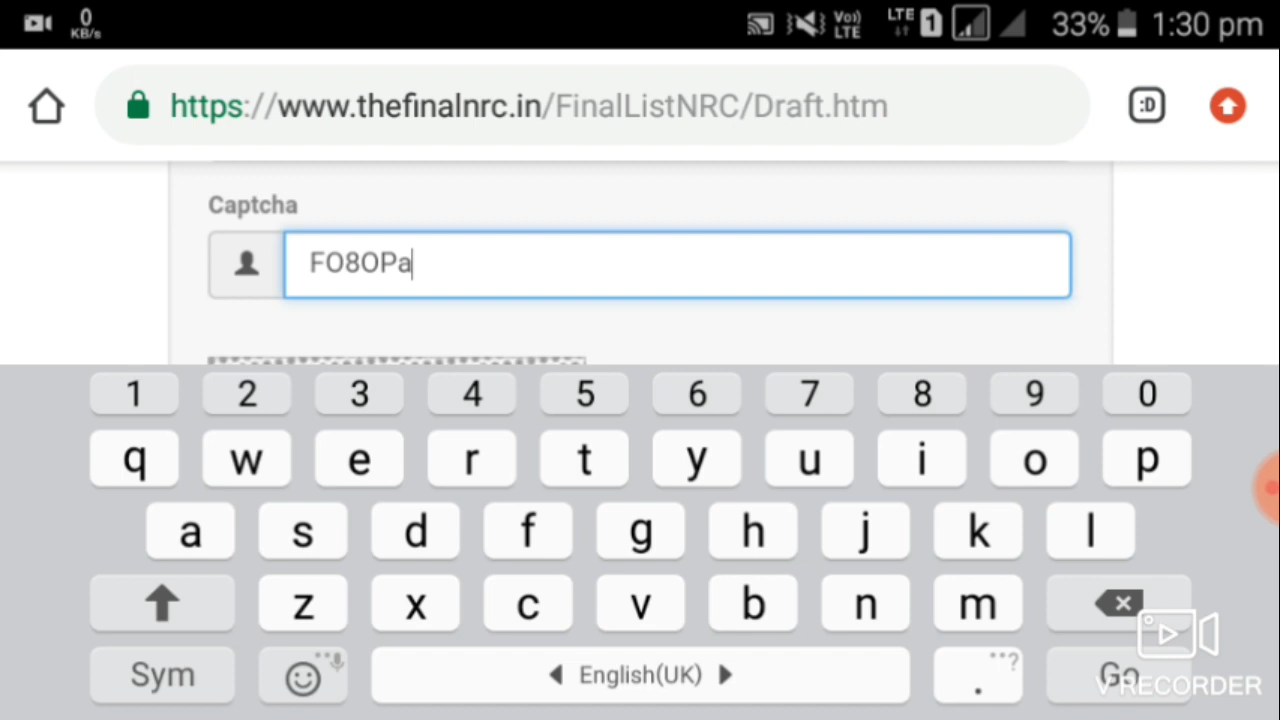 0
KB/s
Vo))
LTE
LTE
1
33%
1:30 pm
https://www.thefinalnrc.in/FinalListNRC/Draft.htm
:D
Captcha
FO8OPa
1 2 3 4 5 6 7 8 9 0
q w e r t y u i o p
a s d f g h j k l
z x c v b n m
Sym
English(UK)
. ?
Go
V RECORDER